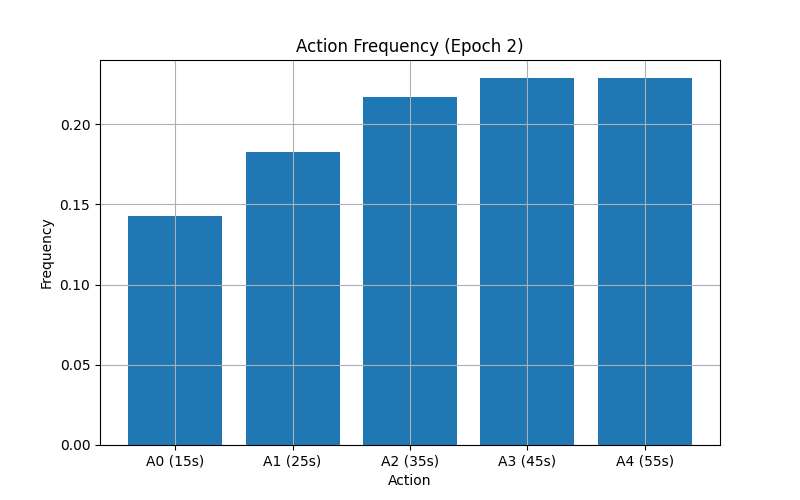 Action Frequency (Epoch 2)
Frequency
0.20
0.15
0.10
0.05
0.00
A0 (15s) A1 (25s) A2 (35s) A3 (45s) A4 (55s)
Action